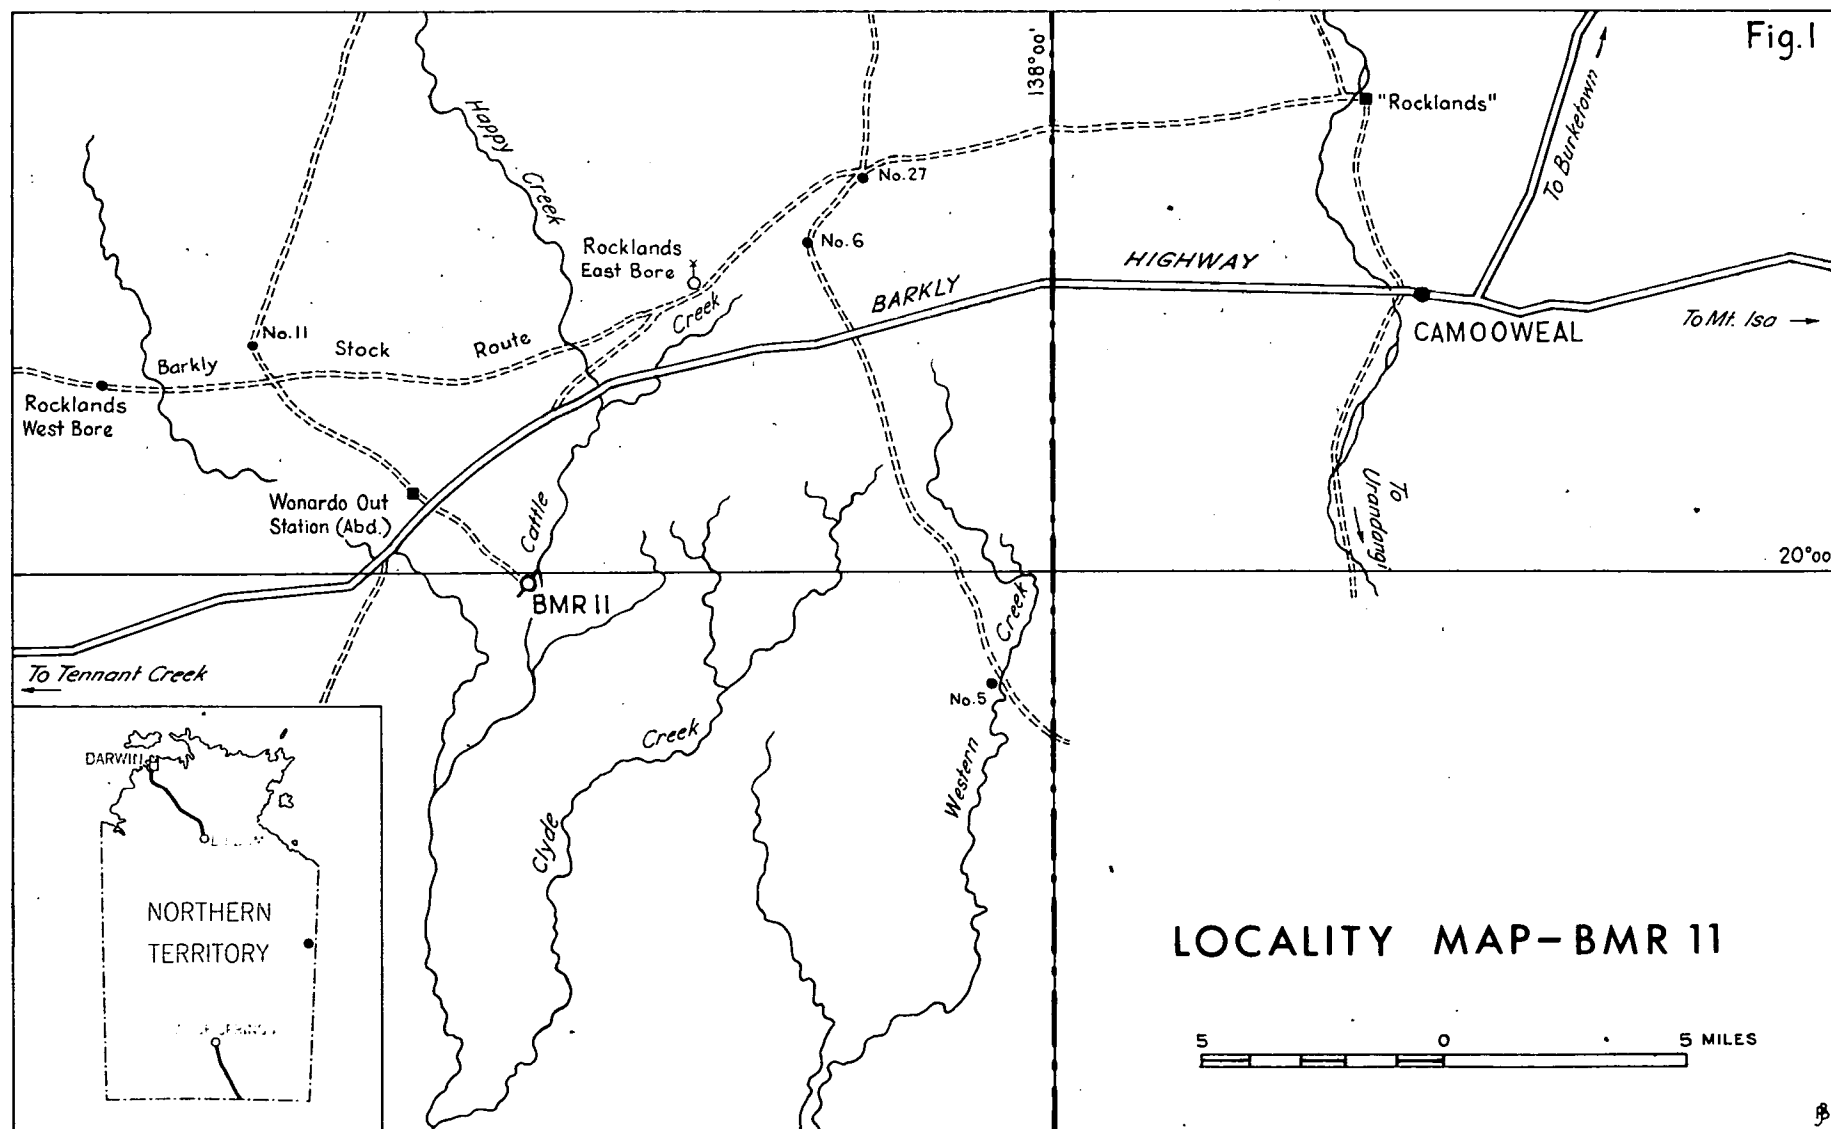 Fig.1
138°00'
Happy
Creek
"Rocklands"
To Burketown
No.27
No.6
Rocklands
East Bore
Creek
BARKLY
HIGHWAY
CAMOOWEAL
To Mt. Isa
No.11
Barkly
Stock
Route
Rocklands
West Bore
Wonardo Out
Station (Abd.)
Cattle
To
Urandangi
20°00
BMR 11
Creek
To Tennant Creek
No.5
Creek
Western
Clyde
DARWIN
NORTHERN
TERRITORY
LOCALITY MAP-BMR 11
5 0 5 MILES